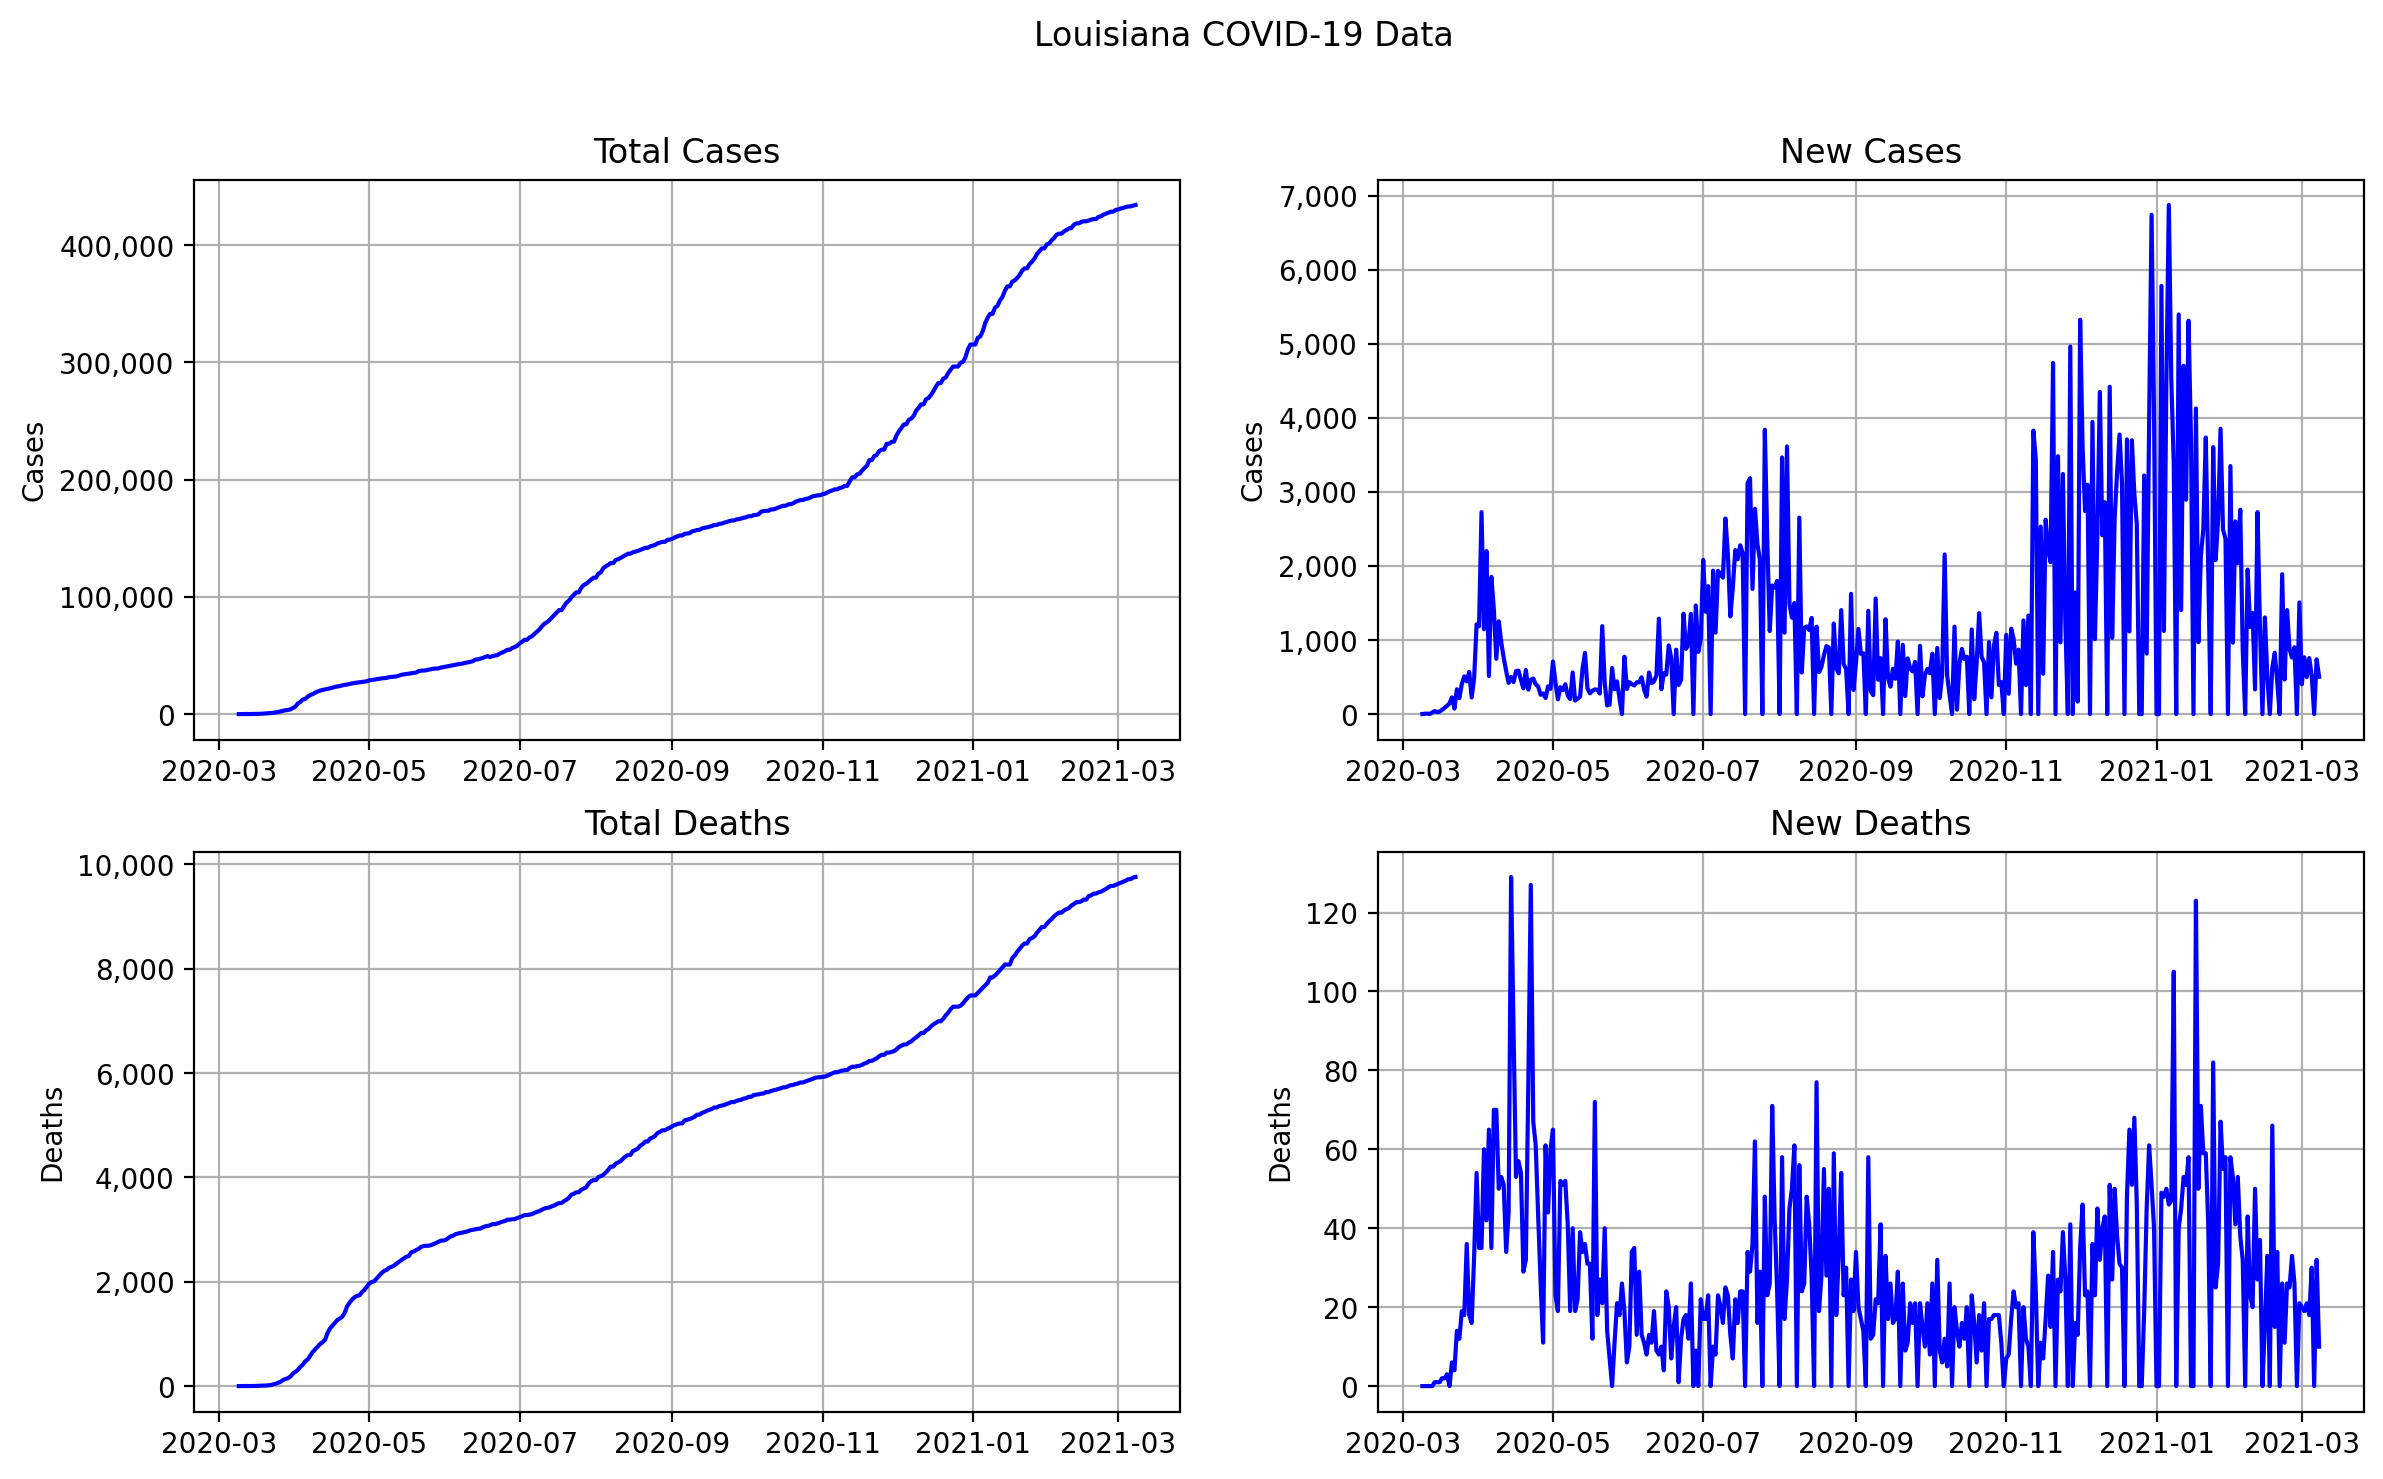 Louisiana COVID-19 Data
Total Cases
Cases
400,000
300,000
200,000
100,000
0
2020-03 2020-05 2020-07 2020-09 2020-11 2021-01 2021-03
New Cases
Cases
7,000
6,000
5,000
4,000
3,000
2,000
1,000
0
2020-03 2020-05 2020-07 2020-09 2020-11 2021-01 2021-03
Total Deaths
Deaths
10,000
8,000
6,000
4,000
2,000
0
2020-03 2020-05 2020-07 2020-09 2020-11 2021-01 2021-03
New Deaths
Deaths
120
100
80
60
40
20
0
2020-03 2020-05 2020-07 2020-09 2020-11 2021-01 2021-03